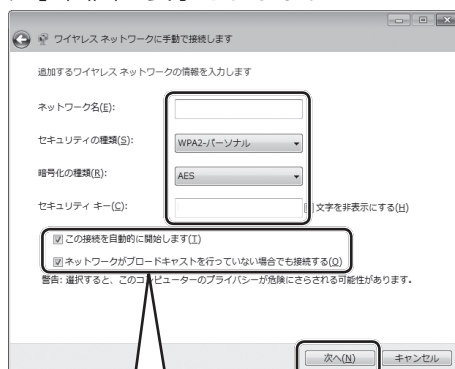 ワイヤレス ネットワークに手動で接続します
追加するワイヤレス ネットワークの情報を入力します
ネットワーク名(E):
セキュリティの種類(S): WPA2-パーソナル
暗号化の種類(R): AES
セキュリティ キー(C): 文字を非表示にする(H)
この接続を自動的に開始します(T)
ネットワークがブロードキャストを行っていない場合でも接続する(O)
警告: 選択すると、このコンピューターのプライバシーが危険にさらされる可能性があります。
次へ(N) キャンセル